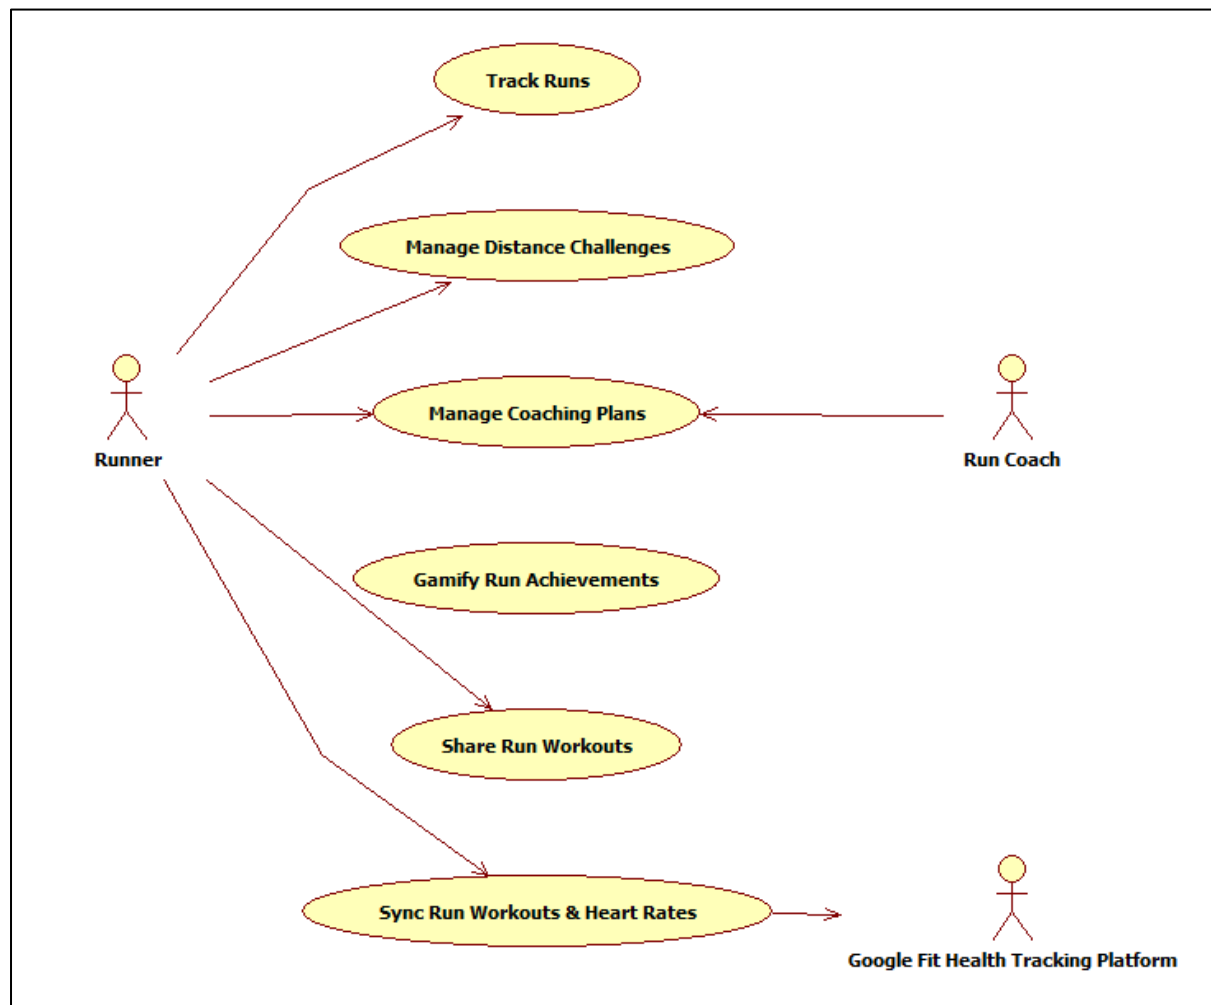 Track Runs
Manage Distance Challenges
Manage Coaching Plans
Runner
Run Coach
Gamify Run Achievements
Share Run Workouts
Sync Run Workouts & Heart Rates
Google Fit Health Tracking Platform